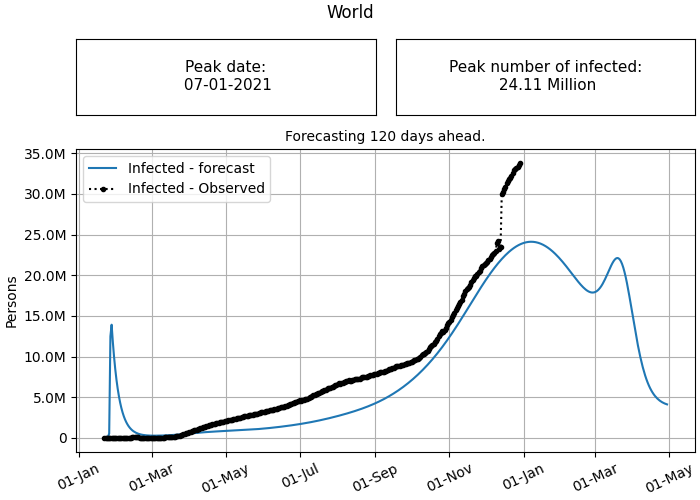 World
Peak date:
07-01-2021
Peak number of infected:
24.11 Million
Forecasting 120 days ahead.
35.0M
30.0M
25.0M
20.0M
15.0M
10.0M
5.0M
0
Persons
Infected - forecast
Infected - Observed
01-Jan
01-Mar
01-May
01-Jul
01-Sep
01-Nov
01-Jan
01-Mar
01-May